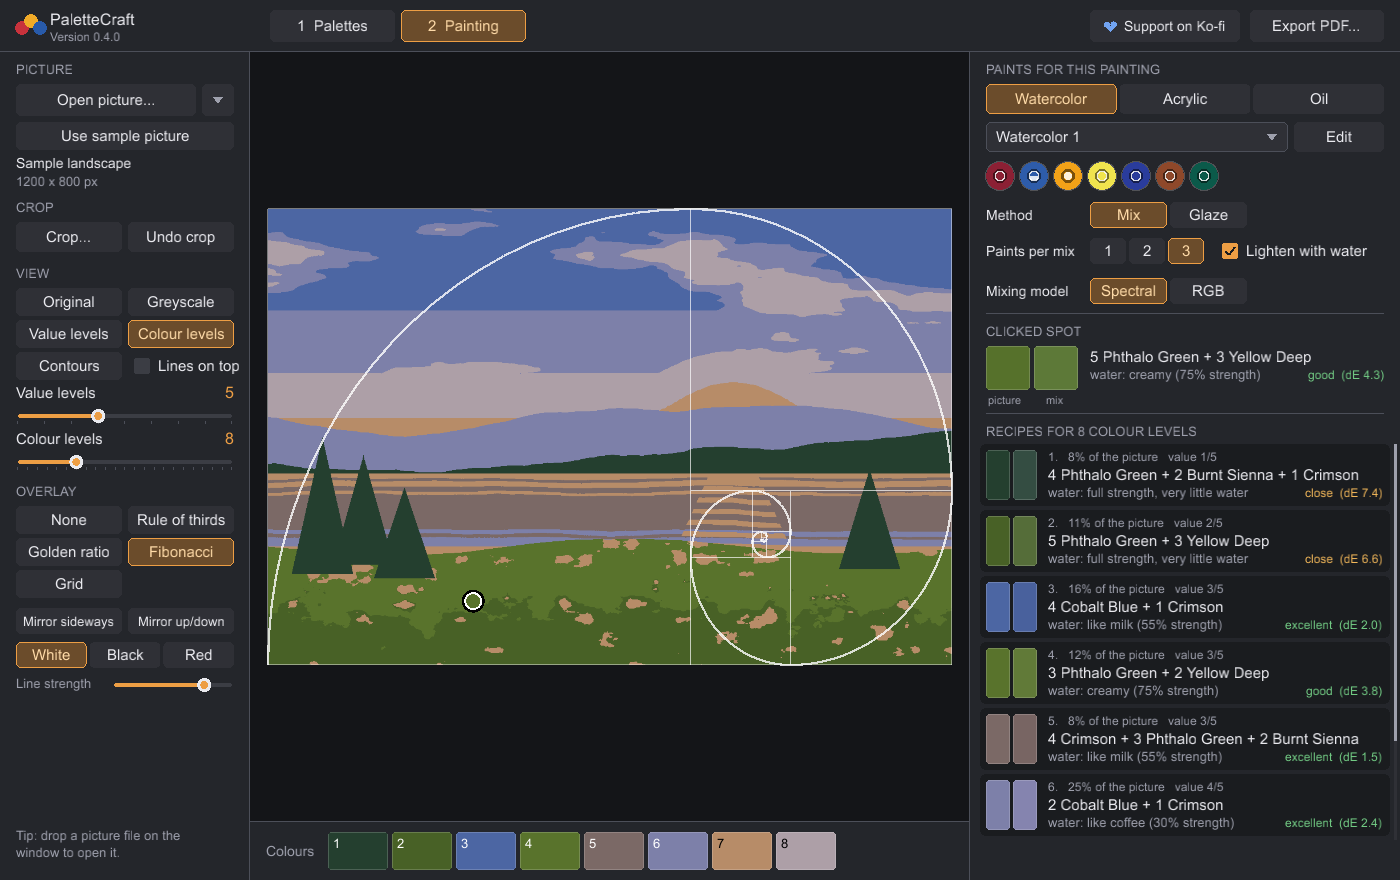 PaletteCraft
Version 0.4.0
1 Palettes
2 Painting
Support on Ko-fi
Export PDF...
PICTURE
Open picture...
Use sample picture
Sample landscape
1200 x 800 px
CROP
Crop...
Undo crop
VIEW
Original
Greyscale
Value levels
Colour levels
Contours
Lines on top
Value levels 5
Colour levels 8
OVERLAY
None
Rule of thirds
Golden ratio
Fibonacci
Grid
Mirror sideways
Mirror up/down
White
Black
Red
Line strength
Tip: drop a picture file on the
window to open it.
Colours
1
2
3
4
5
6
7
8
PAINTS FOR THIS PAINTING
Watercolor
Acrylic
Oil
Watercolor 1
Edit
Method
Mix
Glaze
Paints per mix
1
2
3
Lighten with water
Mixing model
Spectral
RGB
CLICKED SPOT
5 Phthalo Green + 3 Yellow Deep
water: creamy (75% strength)
good (dE 4.3)
picture
mix
RECIPES FOR 8 COLOUR LEVELS
1. 8% of the picture value 1/5
4 Phthalo Green + 2 Burnt Sienna + 1 Crimson
water: full strength, very little water
close (dE 7.4)
2. 11% of the picture value 2/5
5 Phthalo Green + 3 Yellow Deep
water: full strength, very little water
close (dE 6.6)
3. 16% of the picture value 3/5
4 Cobalt Blue + 1 Crimson
water: like milk (55% strength)
excellent (dE 2.0)
4. 12% of the picture value 3/5
3 Phthalo Green + 2 Yellow Deep
water: creamy (75% strength)
good (dE 3.8)
5. 8% of the picture value 3/5
4 Crimson + 3 Phthalo Green + 2 Burnt Sienna
water: like milk (55% strength)
excellent (dE 1.5)
6. 25% of the picture value 4/5
2 Cobalt Blue + 1 Crimson
water: like coffee (30% strength)
excellent (dE 2.4)